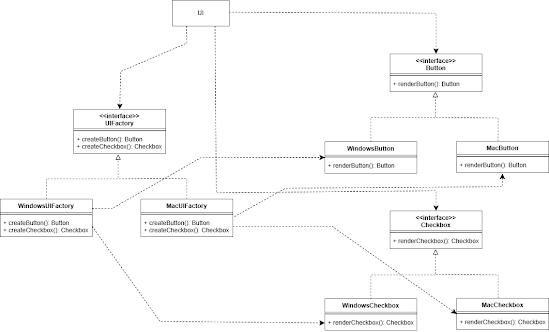 UI
<<interface>>
Button
+ renderButton(): Button
<<interface>>
UIFactory
+ createButton(): Button
+ createCheckbox(): Checkbox
WindowsButton
+ renderButton(): Button
MacButton
+ renderButton(): Button
WindowsUIFactory
+ createButton(): Button
+ createCheckbox(): Checkbox
MacUIFactory
+ createButton(): Button
+ createCheckbox(): Checkbox
<<interface>>
Checkbox
+ renderCheckbox(): Checkbox
WindowsCheckbox
+ renderCheckbox(): Checkbox
MacCheckbox
+ renderCheckbox(): Checkbox